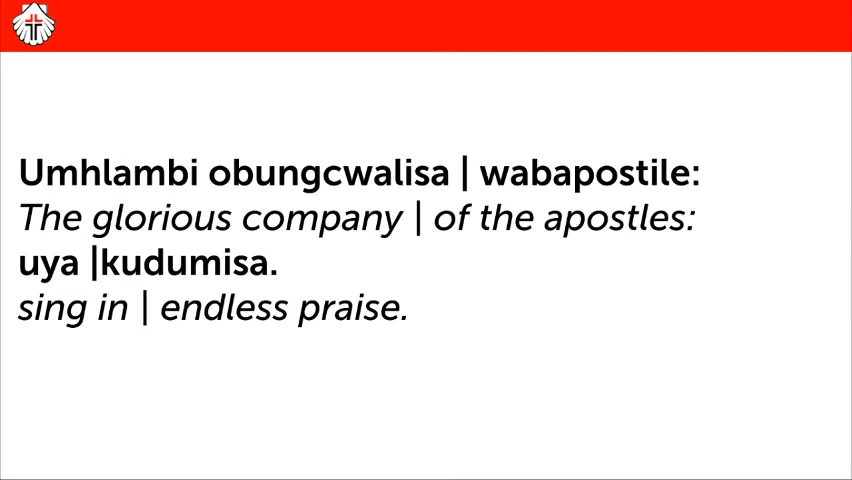 Umhlambi obungcwalisa | wabapostile:
The glorious company | of the apostles:
uya |kudumisa.
sing in | endless praise.